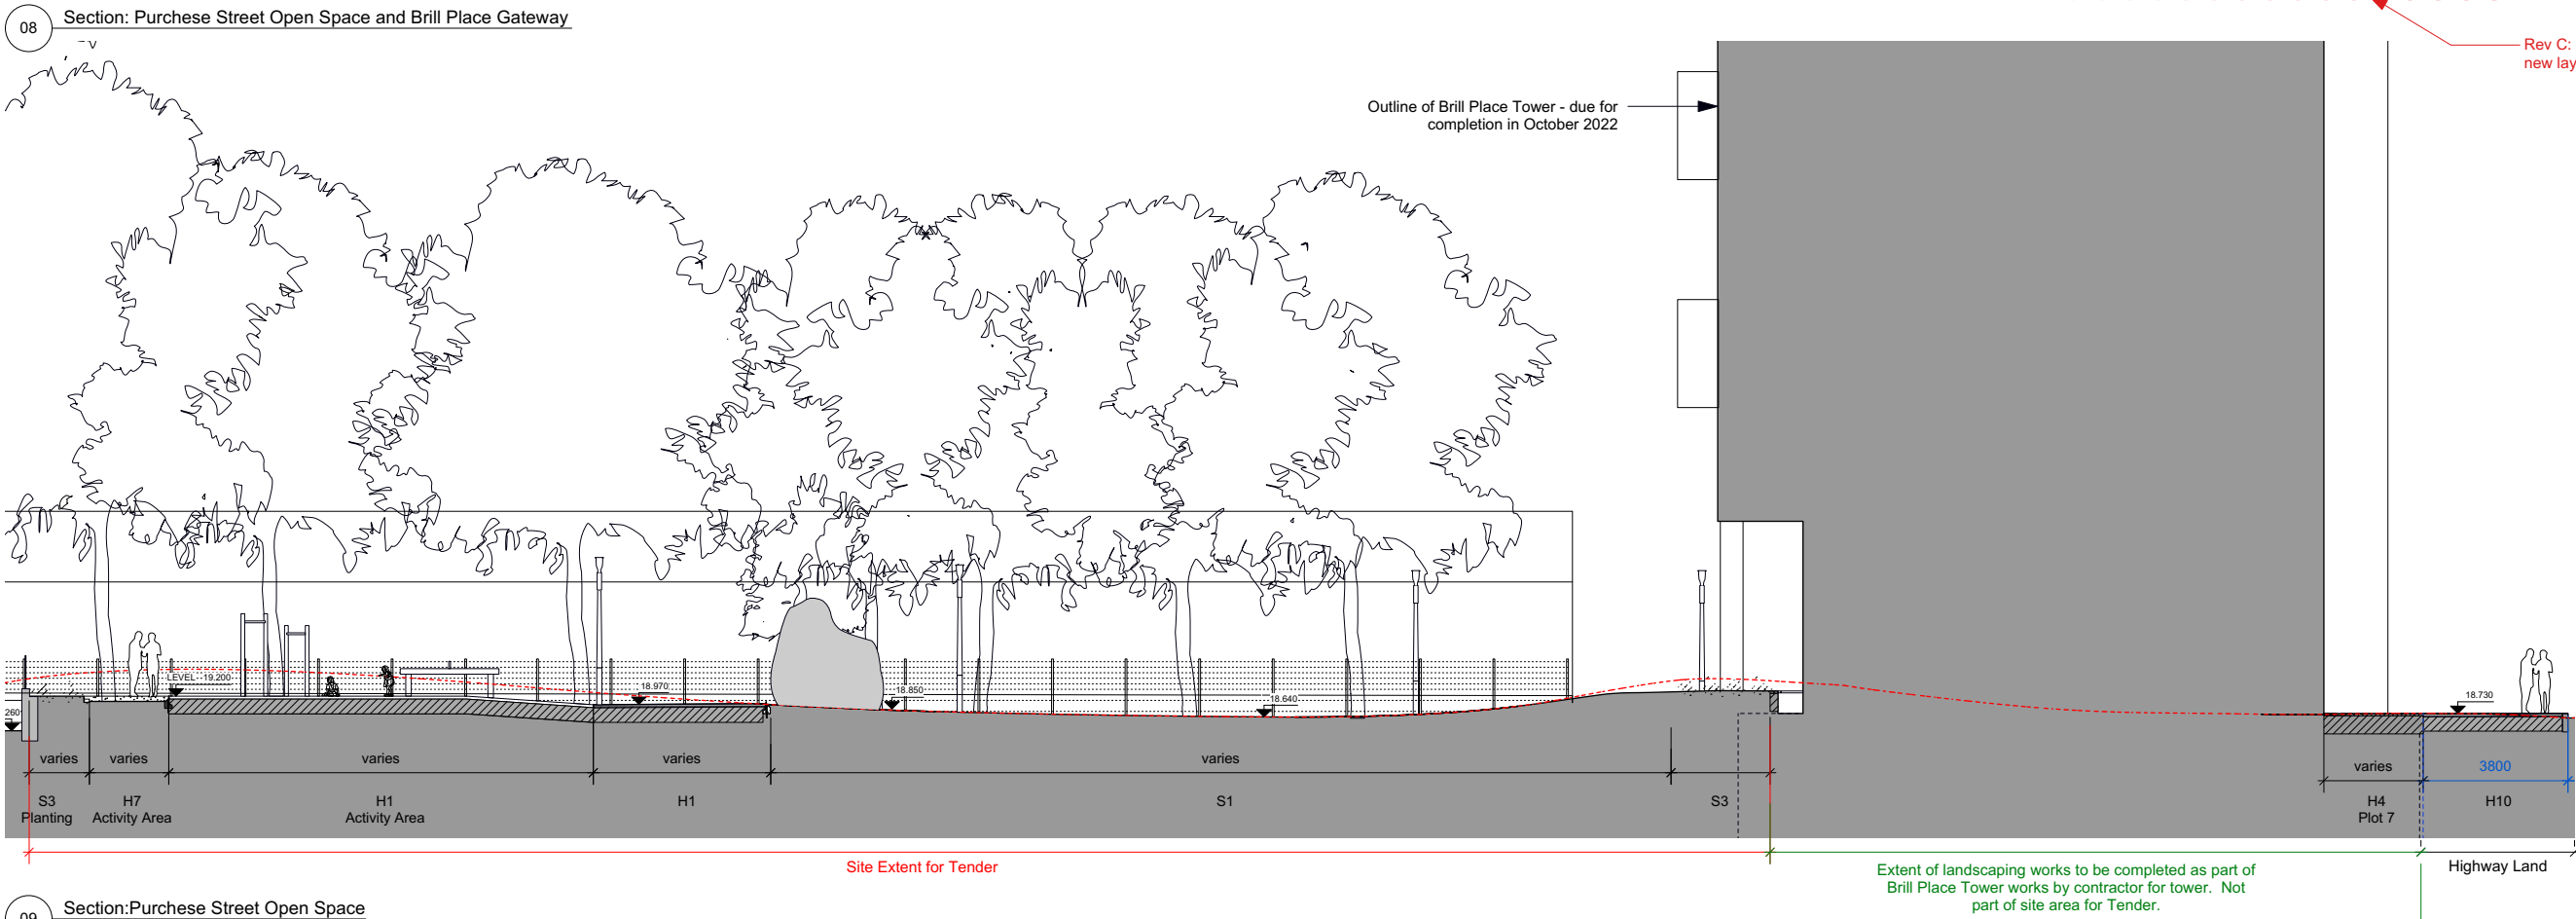 08
Section: Purchese Street Open Space and Brill Place Gateway
Rev C:
new lay
Outline of Brill Place Tower - due for
completion in October 2022
LEVEL 19.200
18.970
18.850
18.640
18.730
260
varies
varies
varies
varies
varies
varies
3800
S3
Planting
H7
Activity Area
H1
Activity Area
H1
S1
S3
H4
Plot 7
H10
Site Extent for Tender
Extent of landscaping works to be completed as part of
Brill Place Tower works by contractor for tower. Not
part of site area for Tender.
Highway Land
09
Section:Purchese Street Open Space